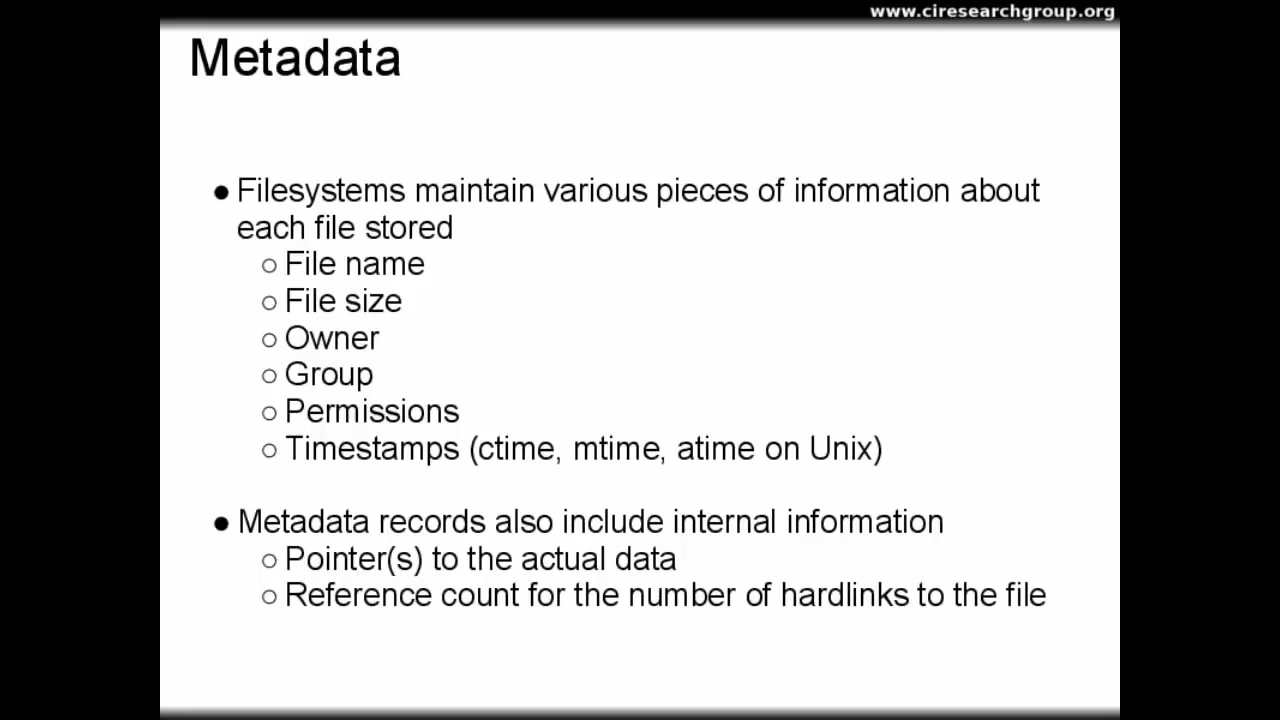 www.ciresearchgroup.org
Metadata
● Filesystems maintain various pieces of information about
each file stored
○ File name
○ File size
○ Owner
○ Group
○ Permissions
○ Timestamps (ctime, mtime, atime on Unix)
● Metadata records also include internal information
○ Pointer(s) to the actual data
○ Reference count for the number of hardlinks to the file